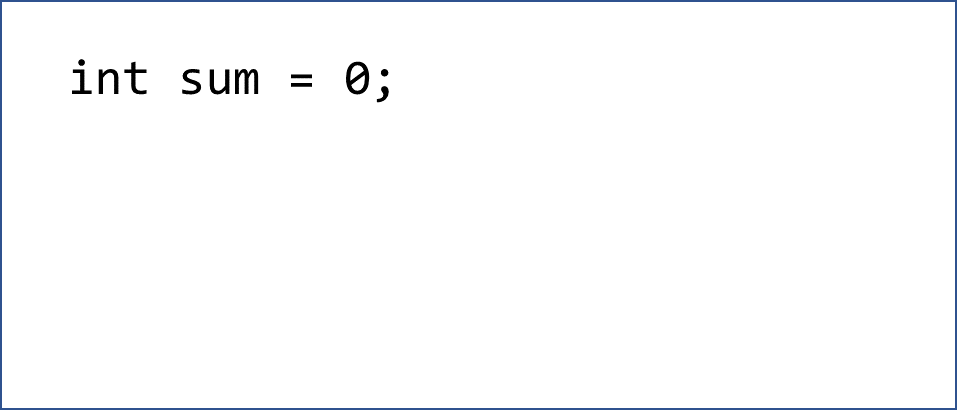 int sum = 0;